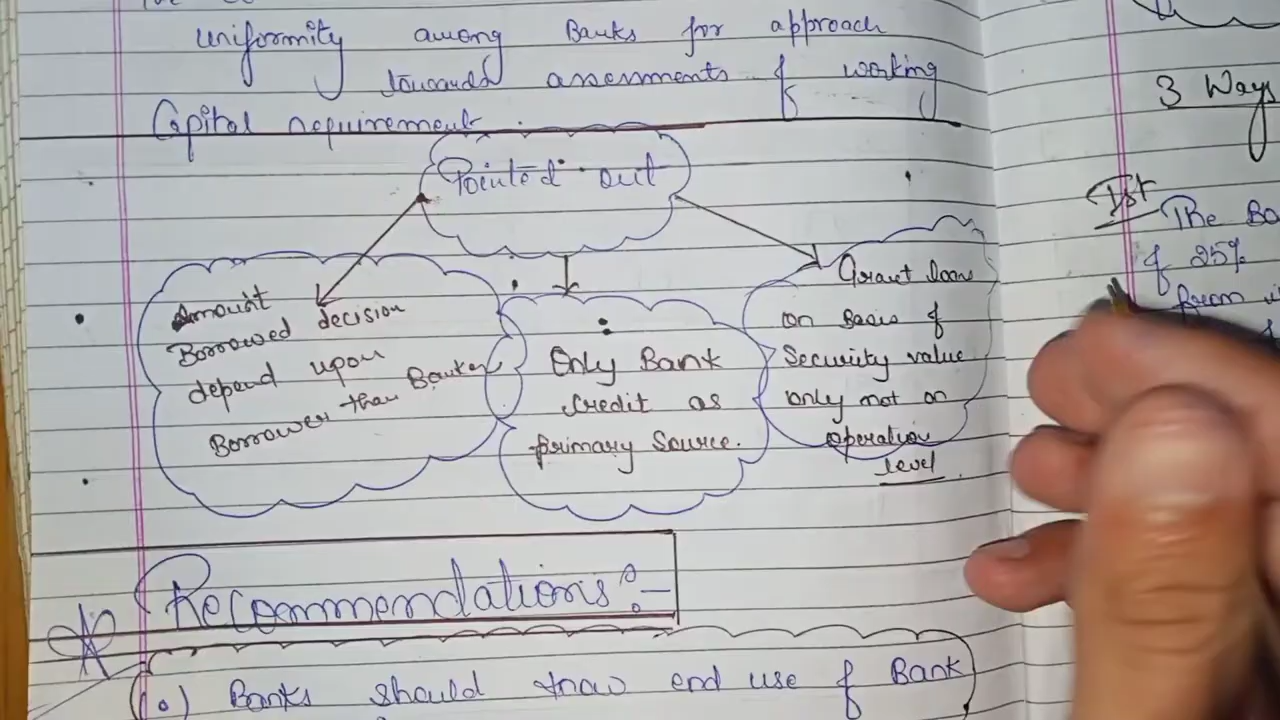 uniformity among Banks for approach
towards assessments of working
Capital requirement.
Pointed out
Amount
Borrowed decision
depend upon
Borrower than Banker
Only Bank
Credit as
primary Source.
Grant loans
on Basis of
Security value
only not on
operation
level.
Recommendations:-
o) Banks should know end use of Bank
3 Ways
Ist
The
of 25%
from